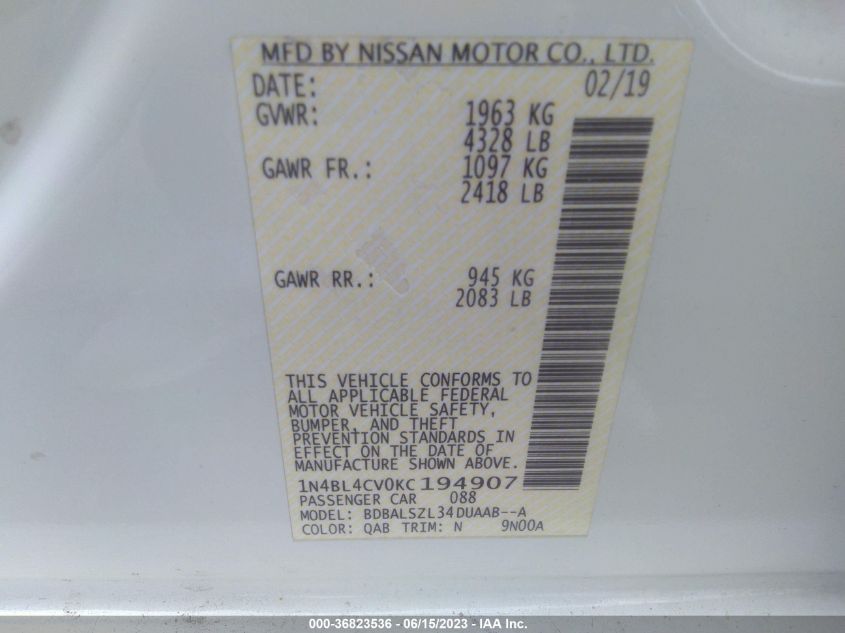 MFD BY NISSAN MOTOR CO., LTD.
DATE: 02/19
GVWR: 1963 KG
4328 LB
GAWR FR.: 1097 KG
2418 LB
GAWR RR.: 945 KG
2083 LB
THIS VEHICLE CONFORMS TO
ALL APPLICABLE FEDERAL
MOTOR VEHICLE SAFETY,
BUMPER, AND THEFT
PREVENTION STANDARDS IN
EFFECT ON THE DATE OF
MANUFACTURE SHOWN ABOVE.
1N4BL4CV0KC194907
PASSENGER CAR 088
MODEL: BDBALSZL34DUAAB--A
COLOR: QAB TRIM: N 9N00A
000-36823536 - 06/15/2023 - IAA Inc.